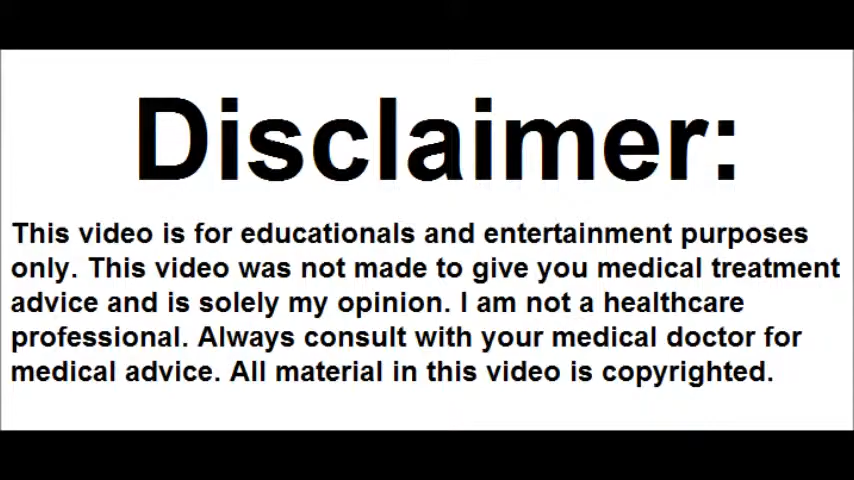 Disclaimer:
This video is for educationals and entertainment purposes
only. This video was not made to give you medical treatment
advice and is solely my opinion. I am not a healthcare
professional. Always consult with your medical doctor for
medical advice. All material in this video is copyrighted.